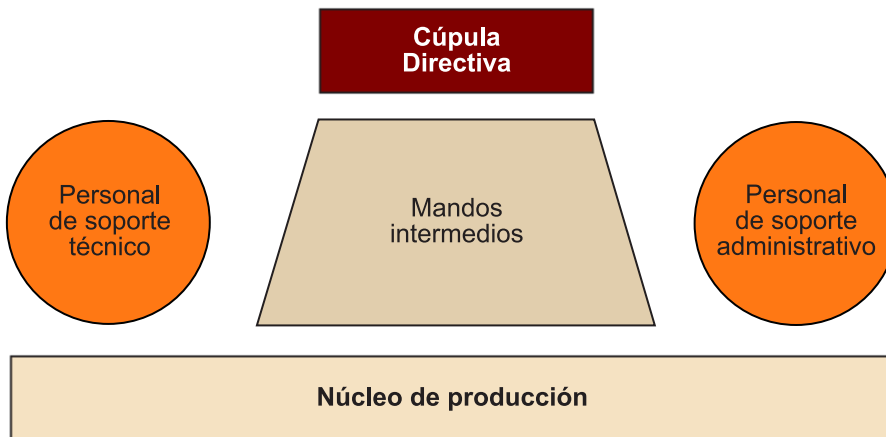 Cúpula
Directiva
Personal
de soporte
técnico
Mandos
intermedios
Personal
de soporte
administrativo
Núcleo de producción